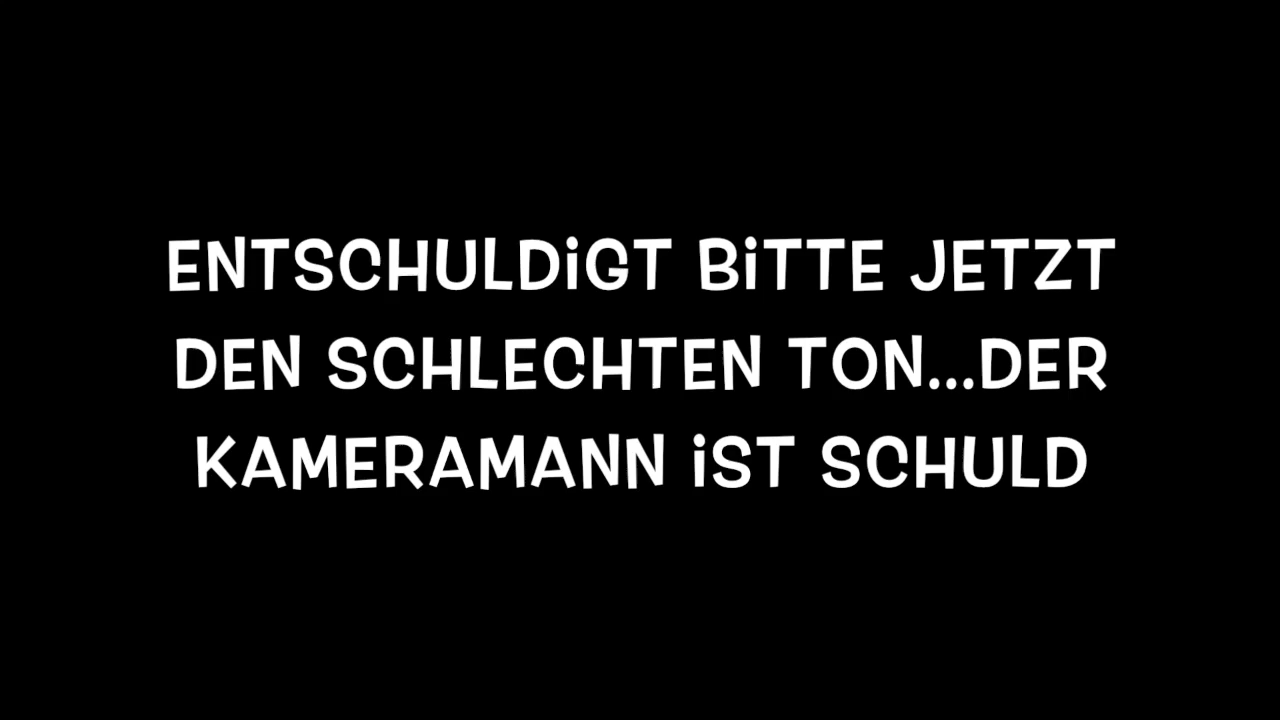 ENTSCHULDiGT BiTTE JETZT
DEN SCHLECHTEN TON...DER
KAMERAMANN iST SCHULD